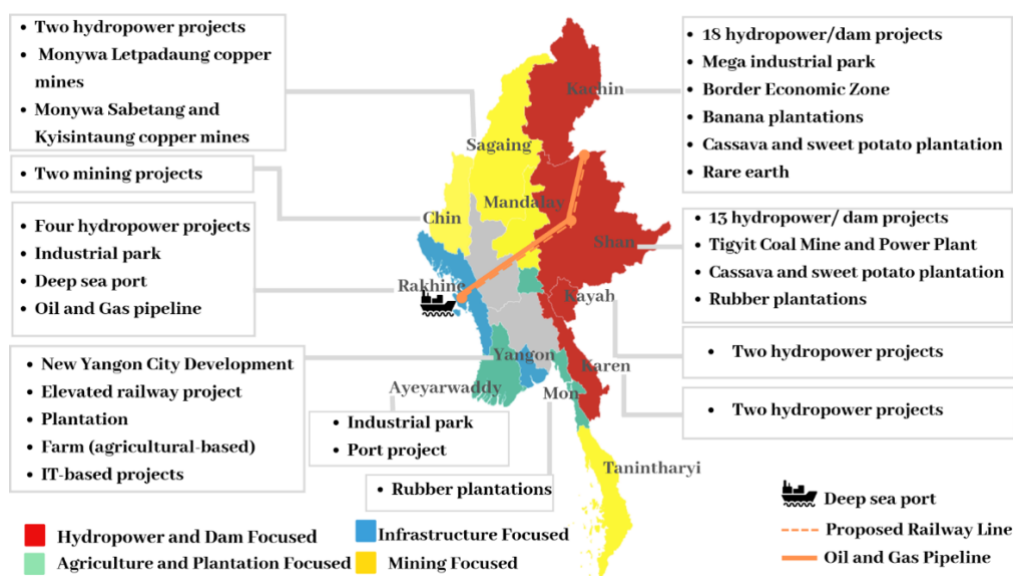 • Two hydropower projects
• Monywa Letpadaung copper
mines
• Monywa Sabetang and
Kyisintaung copper mines
• Two mining projects
• Four hydropower projects
• Industrial park
• Deep sea port
• Oil and Gas pipeline
• New Yangon City Development
• Elevated railway project
• Plantation
• Farm (agricultural-based)
• IT-based projects
• Industrial park
• Port project
• Rubber plantations
Kachin
Sagaing
Mandalay
Chin
Shan
Rakhine
Kayah
Yangon
Karen
Ayeyarwaddy
Mon
Tanintharyi
• 18 hydropower/dam projects
• Mega industrial park
• Border Economic Zone
• Banana plantations
• Cassava and sweet potato plantation
• Rare earth
• 13 hydropower/ dam projects
• Tigyit Coal Mine and Power Plant
• Cassava and sweet potato plantation
• Rubber plantations
• Two hydropower projects
• Two hydropower projects
Hydropower and Dam Focused
Infrastructure Focused
Agriculture and Plantation Focused
Mining Focused
Deep sea port
Proposed Railway Line
Oil and Gas Pipeline